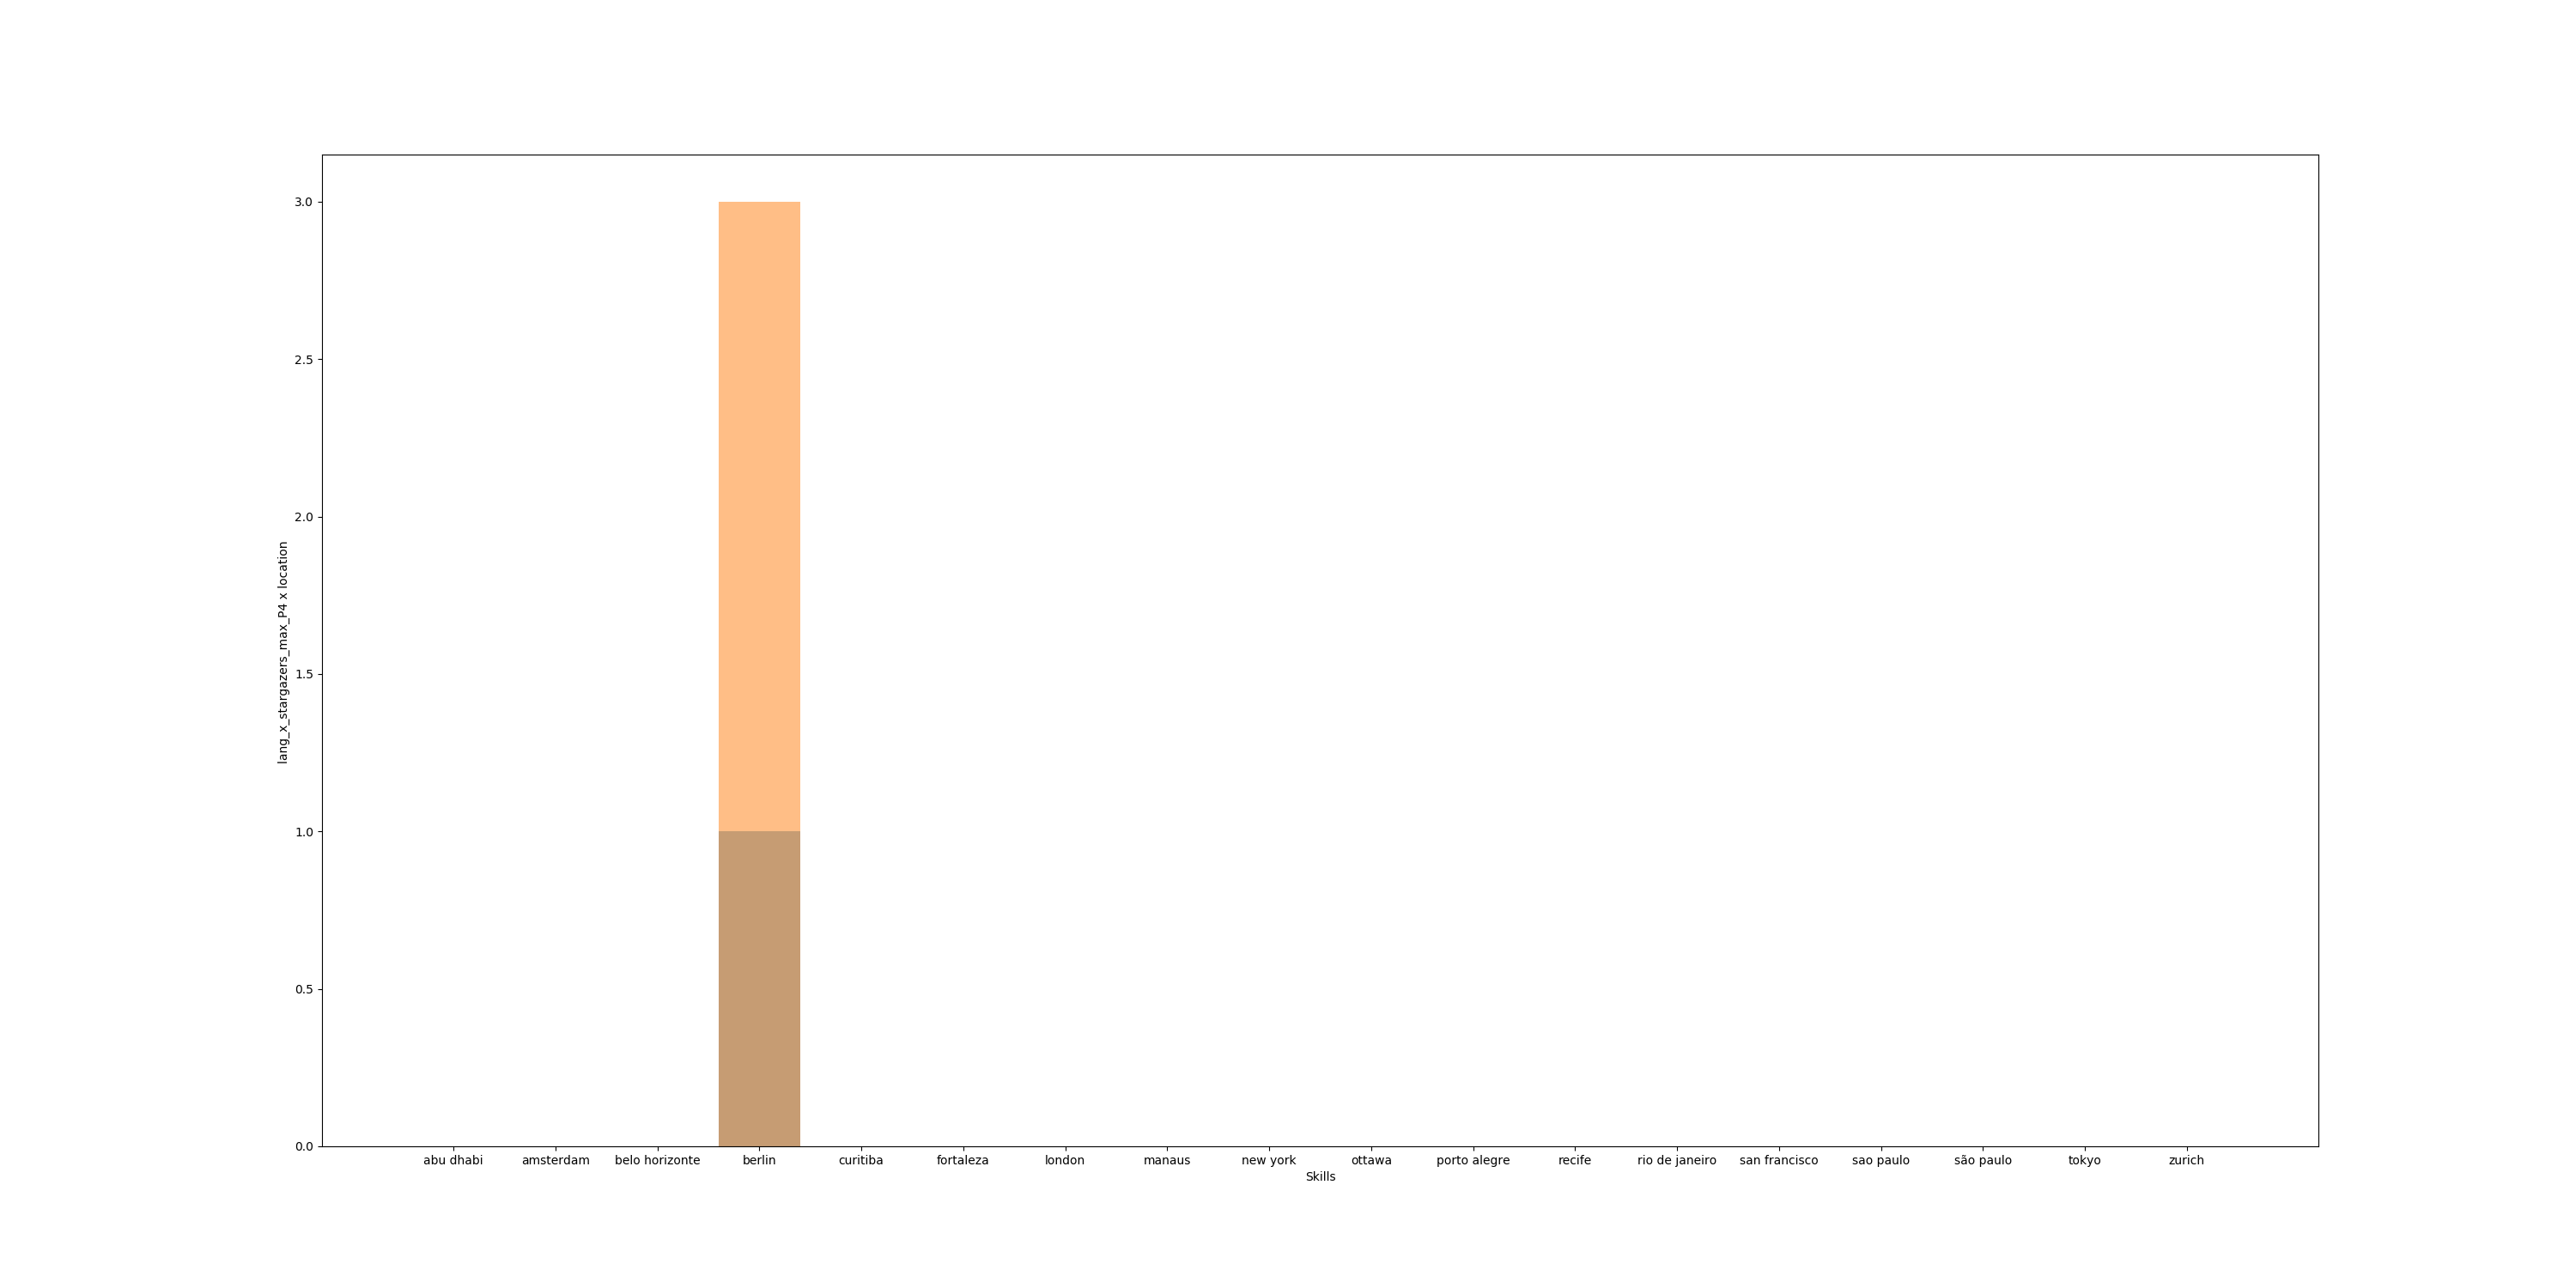 3.0
2.5
2.0
1.5
1.0
0.5
0.0
lang_x_stargazers_max_P4 x location
abu dhabi amsterdam belo horizonte berlin curitiba fortaleza london manaus new york ottawa porto alegre recife rio de janeiro san francisco sao paulo são paulo tokyo zurich
Skills